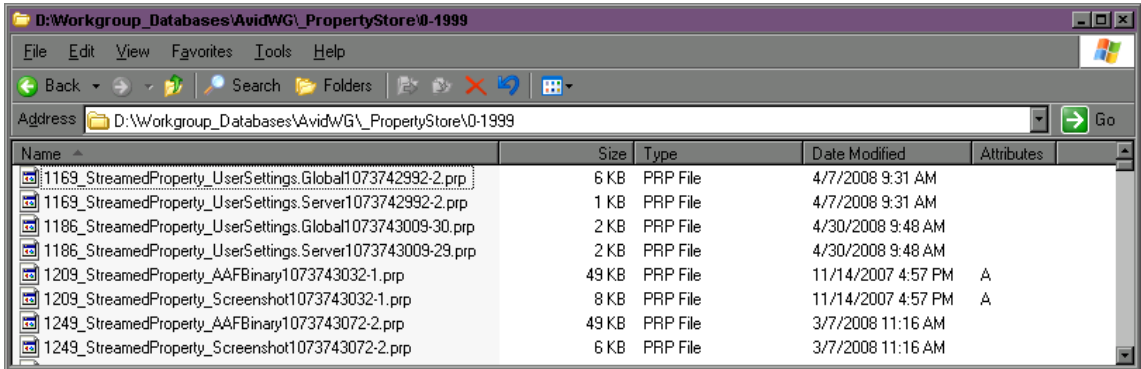 D:\Workgroup_Databases\AvidWG\_PropertyStore\0-1999
File Edit View Favorites Tools Help
Back Search Folders
Address D:\Workgroup_Databases\AvidWG\_PropertyStore\0-1999 Go
Name Size Type Date Modified Attributes
1169_StreamedProperty_UserSettings.Global1073742992-2.prp 6 KB PRP File 4/7/2008 9:31 AM
1169_StreamedProperty_UserSettings.Server1073742992-2.prp 1 KB PRP File 4/7/2008 9:31 AM
1186_StreamedProperty_UserSettings.Global1073743009-30.prp 2 KB PRP File 4/30/2008 9:48 AM
1186_StreamedProperty_UserSettings.Server1073743009-29.prp 2 KB PRP File 4/30/2008 9:48 AM
1209_StreamedProperty_AAFBinary1073743032-1.prp 49 KB PRP File 11/14/2007 4:57 PM A
1209_StreamedProperty_Screenshot1073743032-1.prp 8 KB PRP File 11/14/2007 4:57 PM A
1249_StreamedProperty_AAFBinary1073743072-2.prp 49 KB PRP File 3/7/2008 11:16 AM
1249_StreamedProperty_Screenshot1073743072-2.prp 6 KB PRP File 3/7/2008 11:16 AM